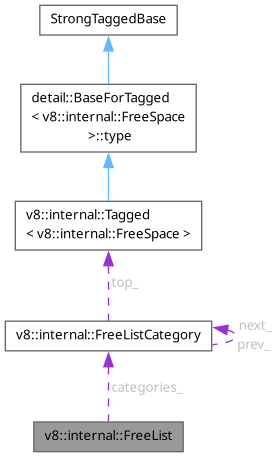 StrongTaggedBase
detail::BaseForTagged
< v8::internal::FreeSpace
>::type
v8::internal::Tagged
< v8::internal::FreeSpace >
top_
v8::internal::FreeListCategory
next_
prev_
categories_
v8::internal::FreeList